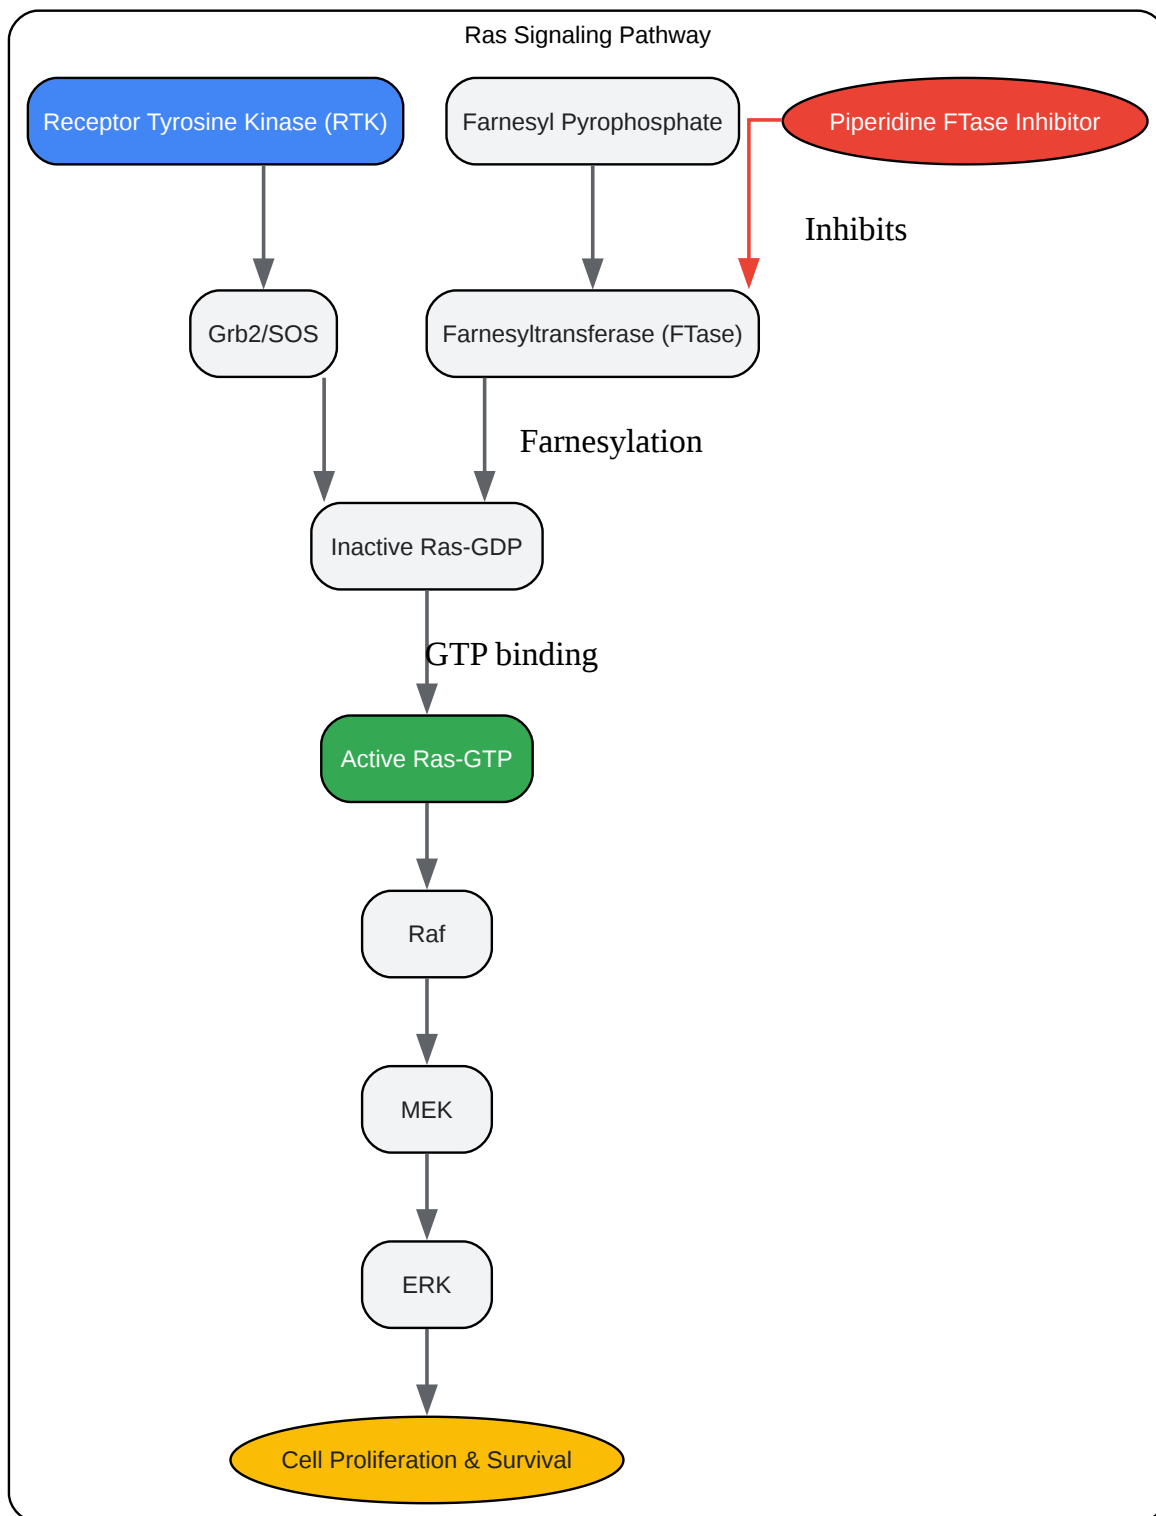 Ras Signaling Pathway
Receptor Tyrosine Kinase (RTK)
Farnesyl Pyrophosphate
Piperidine FTase Inhibitor
Inhibits
Grb2/SOS
Farnesyltransferase (FTase)
Farnesylation
Inactive Ras-GDP
GTP binding
Active Ras-GTP
Raf
MEK
ERK
Cell Proliferation & Survival